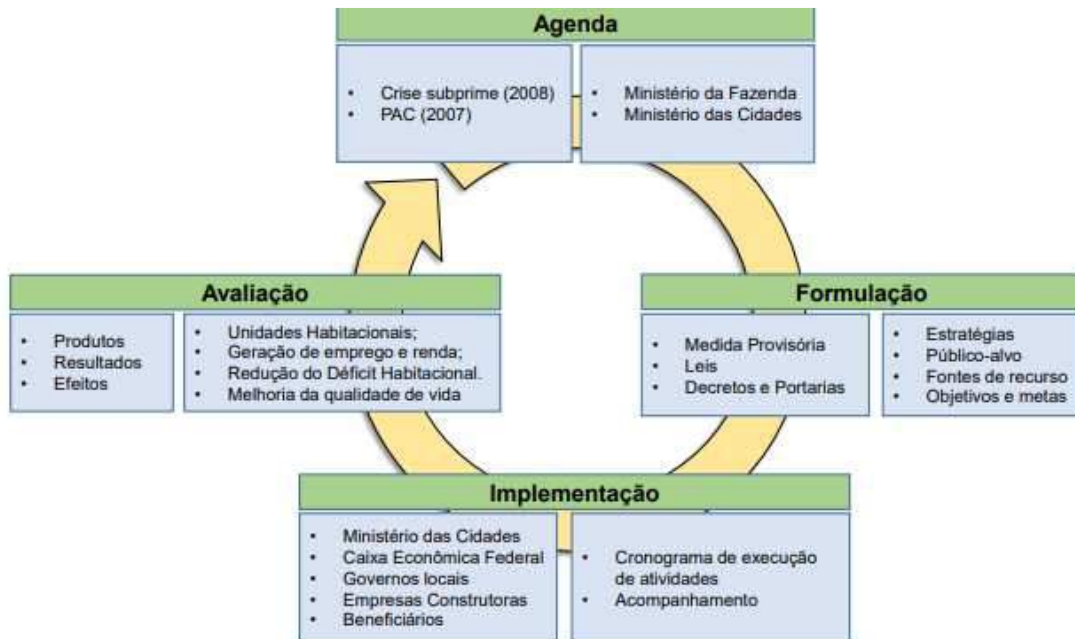 Agenda
• Crise subprime (2008)
• PAC (2007)
• Ministério da Fazenda
• Ministério das Cidades
Formulação
• Medida Provisória
• Leis
• Decretos e Portarias
• Estratégias
• Público-alvo
• Fontes de recurso
• Objetivos e metas
Implementação
• Ministério das Cidades
• Caixa Econômica Federal
• Governos locais
• Empresas Construtoras
• Beneficiários
• Cronograma de execução
de atividades
• Acompanhamento
Avaliação
• Produtos
• Resultados
• Efeitos
• Unidades Habitacionais;
• Geração de emprego e renda;
• Redução do Déficit Habitacional.
• Melhoria da qualidade de vida